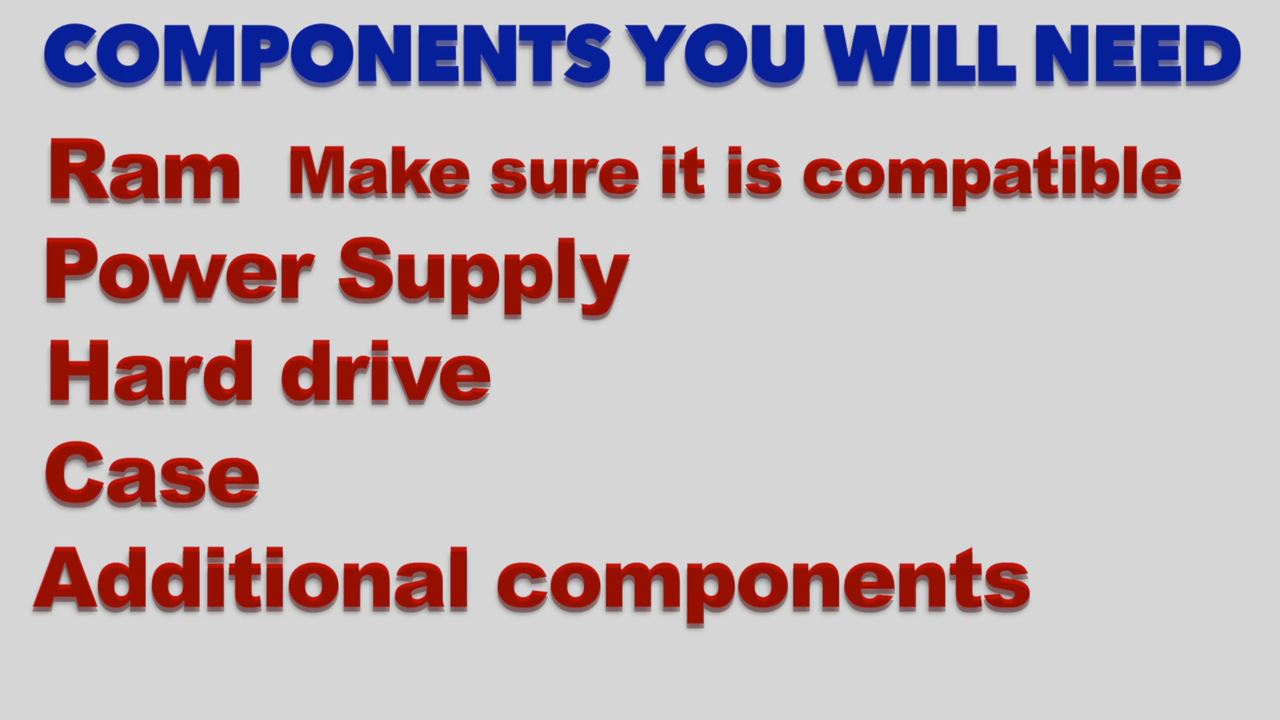 COMPONENTS YOU WILL NEED
Ram Make sure it is compatible
Power Supply
Hard drive
Case
Additional components